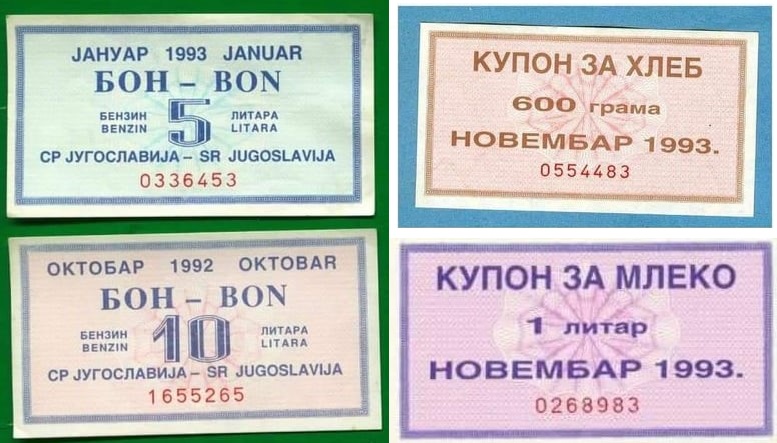 ЈАНУАР 1993 JANUAR
БОН – BON
БЕНЗИН 5 ЛИТАРА
BENZIN LITARA
СР ЈУГОСЛАВИЈА – SR JUGOSLAVIJA
0336453
КУПОН ЗА ХЛЕБ
600 грама
НОВЕМБАР 1993.
0554483
ОКТОБАР 1992 OKTOBAR
БОН – BON
БЕНЗИН 10 ЛИТАРА
BENZIN LITARA
СР ЈУГОСЛАВИЈА – SR JUGOSLAVIJA
1655265
КУПОН ЗА МЛЕКО
1 литар
НОВЕМБАР 1993.
0268983